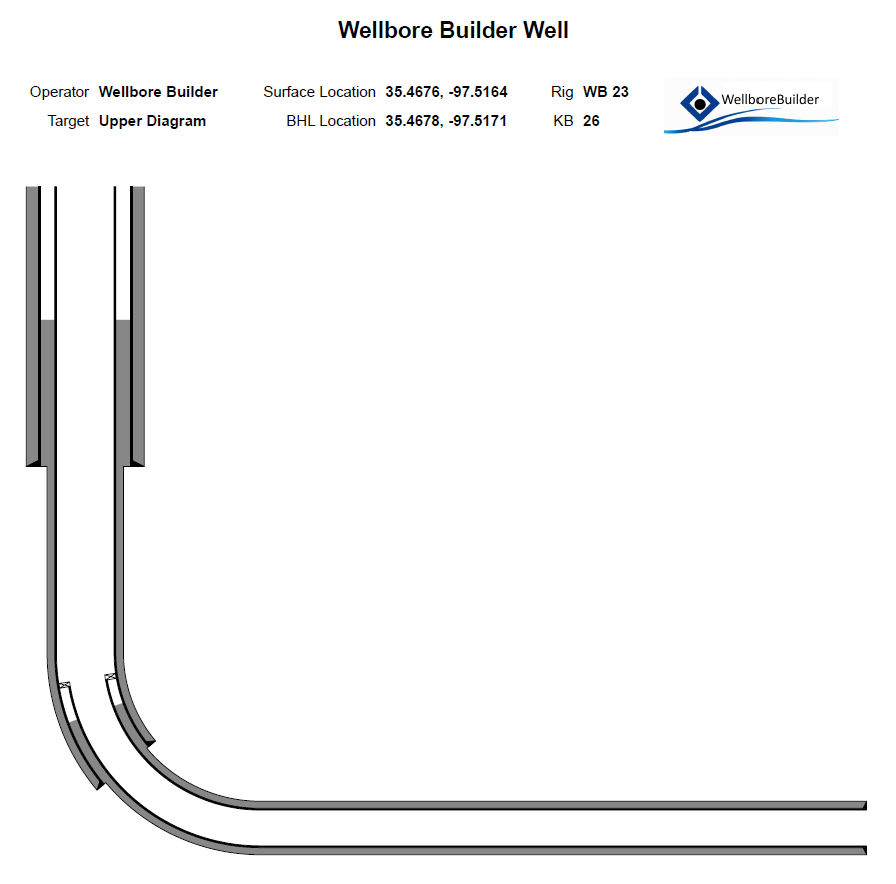 Wellbore Builder Well
Operator Wellbore Builder Surface Location 35.4676, -97.5164 Rig WB 23
WellboreBuilder
Target Upper Diagram BHL Location 35.4678, -97.5171 KB 26